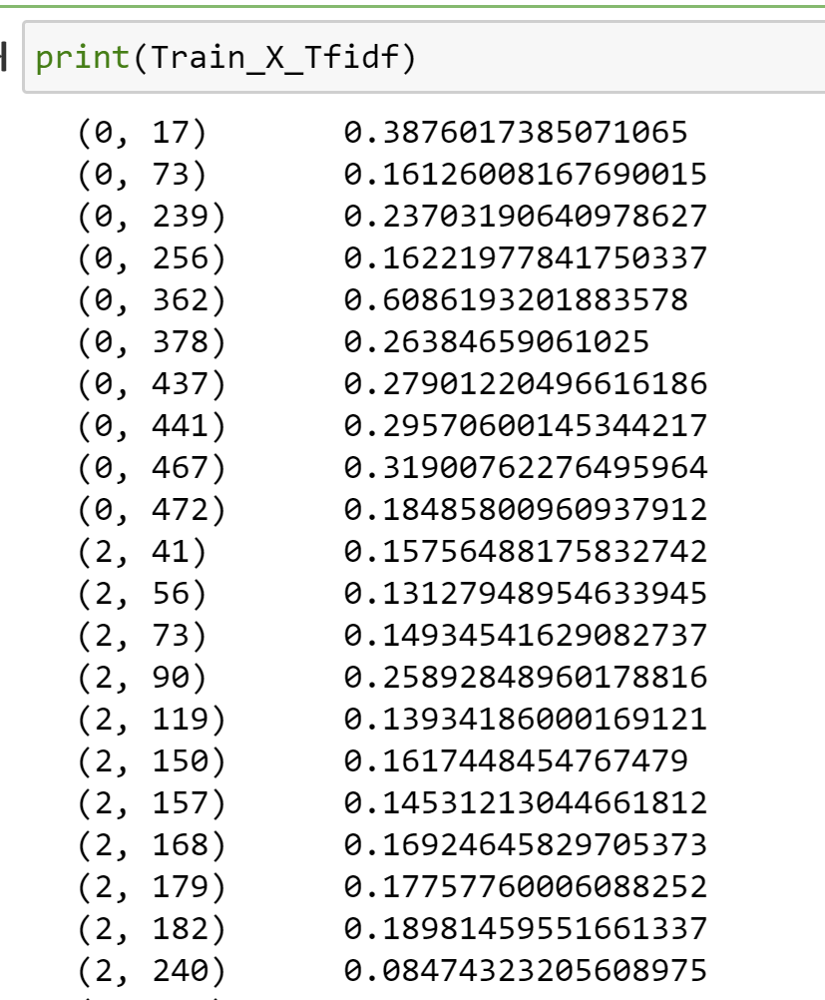 print(Train_X_Tfidf)
(0, 17) 0.3876017385071065
(0, 73) 0.16126008167690015
(0, 239) 0.23703190640978627
(0, 256) 0.16221977841750337
(0, 362) 0.6086193201883578
(0, 378) 0.26384659061025
(0, 437) 0.27901220496616186
(0, 441) 0.29570600145344217
(0, 467) 0.31900762276495964
(0, 472) 0.18485800960937912
(2, 41) 0.15756488175832742
(2, 56) 0.13127948954633945
(2, 73) 0.14934541629082737
(2, 90) 0.25892848960178816
(2, 119) 0.13934186000169121
(2, 150) 0.1617448454767479
(2, 157) 0.14531213044661812
(2, 168) 0.16924645829705373
(2, 179) 0.17757760006088252
(2, 182) 0.18981459551661337
(2, 240) 0.084743232056089​75